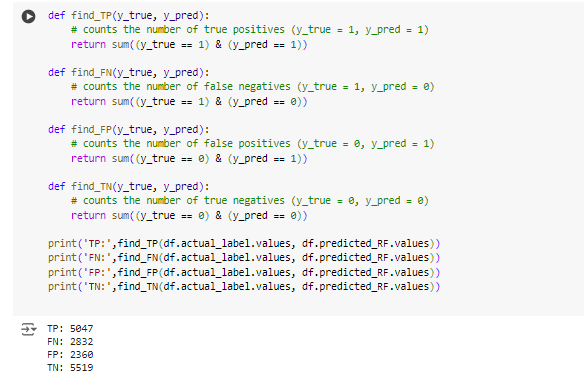 def find_TP(y_true, y_pred):
    # counts the number of true positives (y_true = 1, y_pred = 1)
    return sum((y_true == 1) & (y_pred == 1))
def find_FN(y_true, y_pred):
    # counts the number of false negatives (y_true = 1, y_pred = 0)
    return sum((y_true == 1) & (y_pred == 0))
def find_FP(y_true, y_pred):
    # counts the number of false positives (y_true = 0, y_pred = 1)
    return sum((y_true == 0) & (y_pred == 1))
def find_TN(y_true, y_pred):
    # counts the number of true negatives (y_true = 0, y_pred = 0)
    return sum((y_true == 0) & (y_pred == 0))
print('TP:',find_TP(df.actual_label.values, df.predicted_RF.values))
print('FN:',find_FN(df.actual_label.values, df.predicted_RF.values))
print('FP:',find_FP(df.actual_label.values, df.predicted_RF.values))
print('TN:',find_TN(df.actual_label.values, df.predicted_RF.values))
TP: 5047
FN: 2832
FP: 2360
TN: 5519